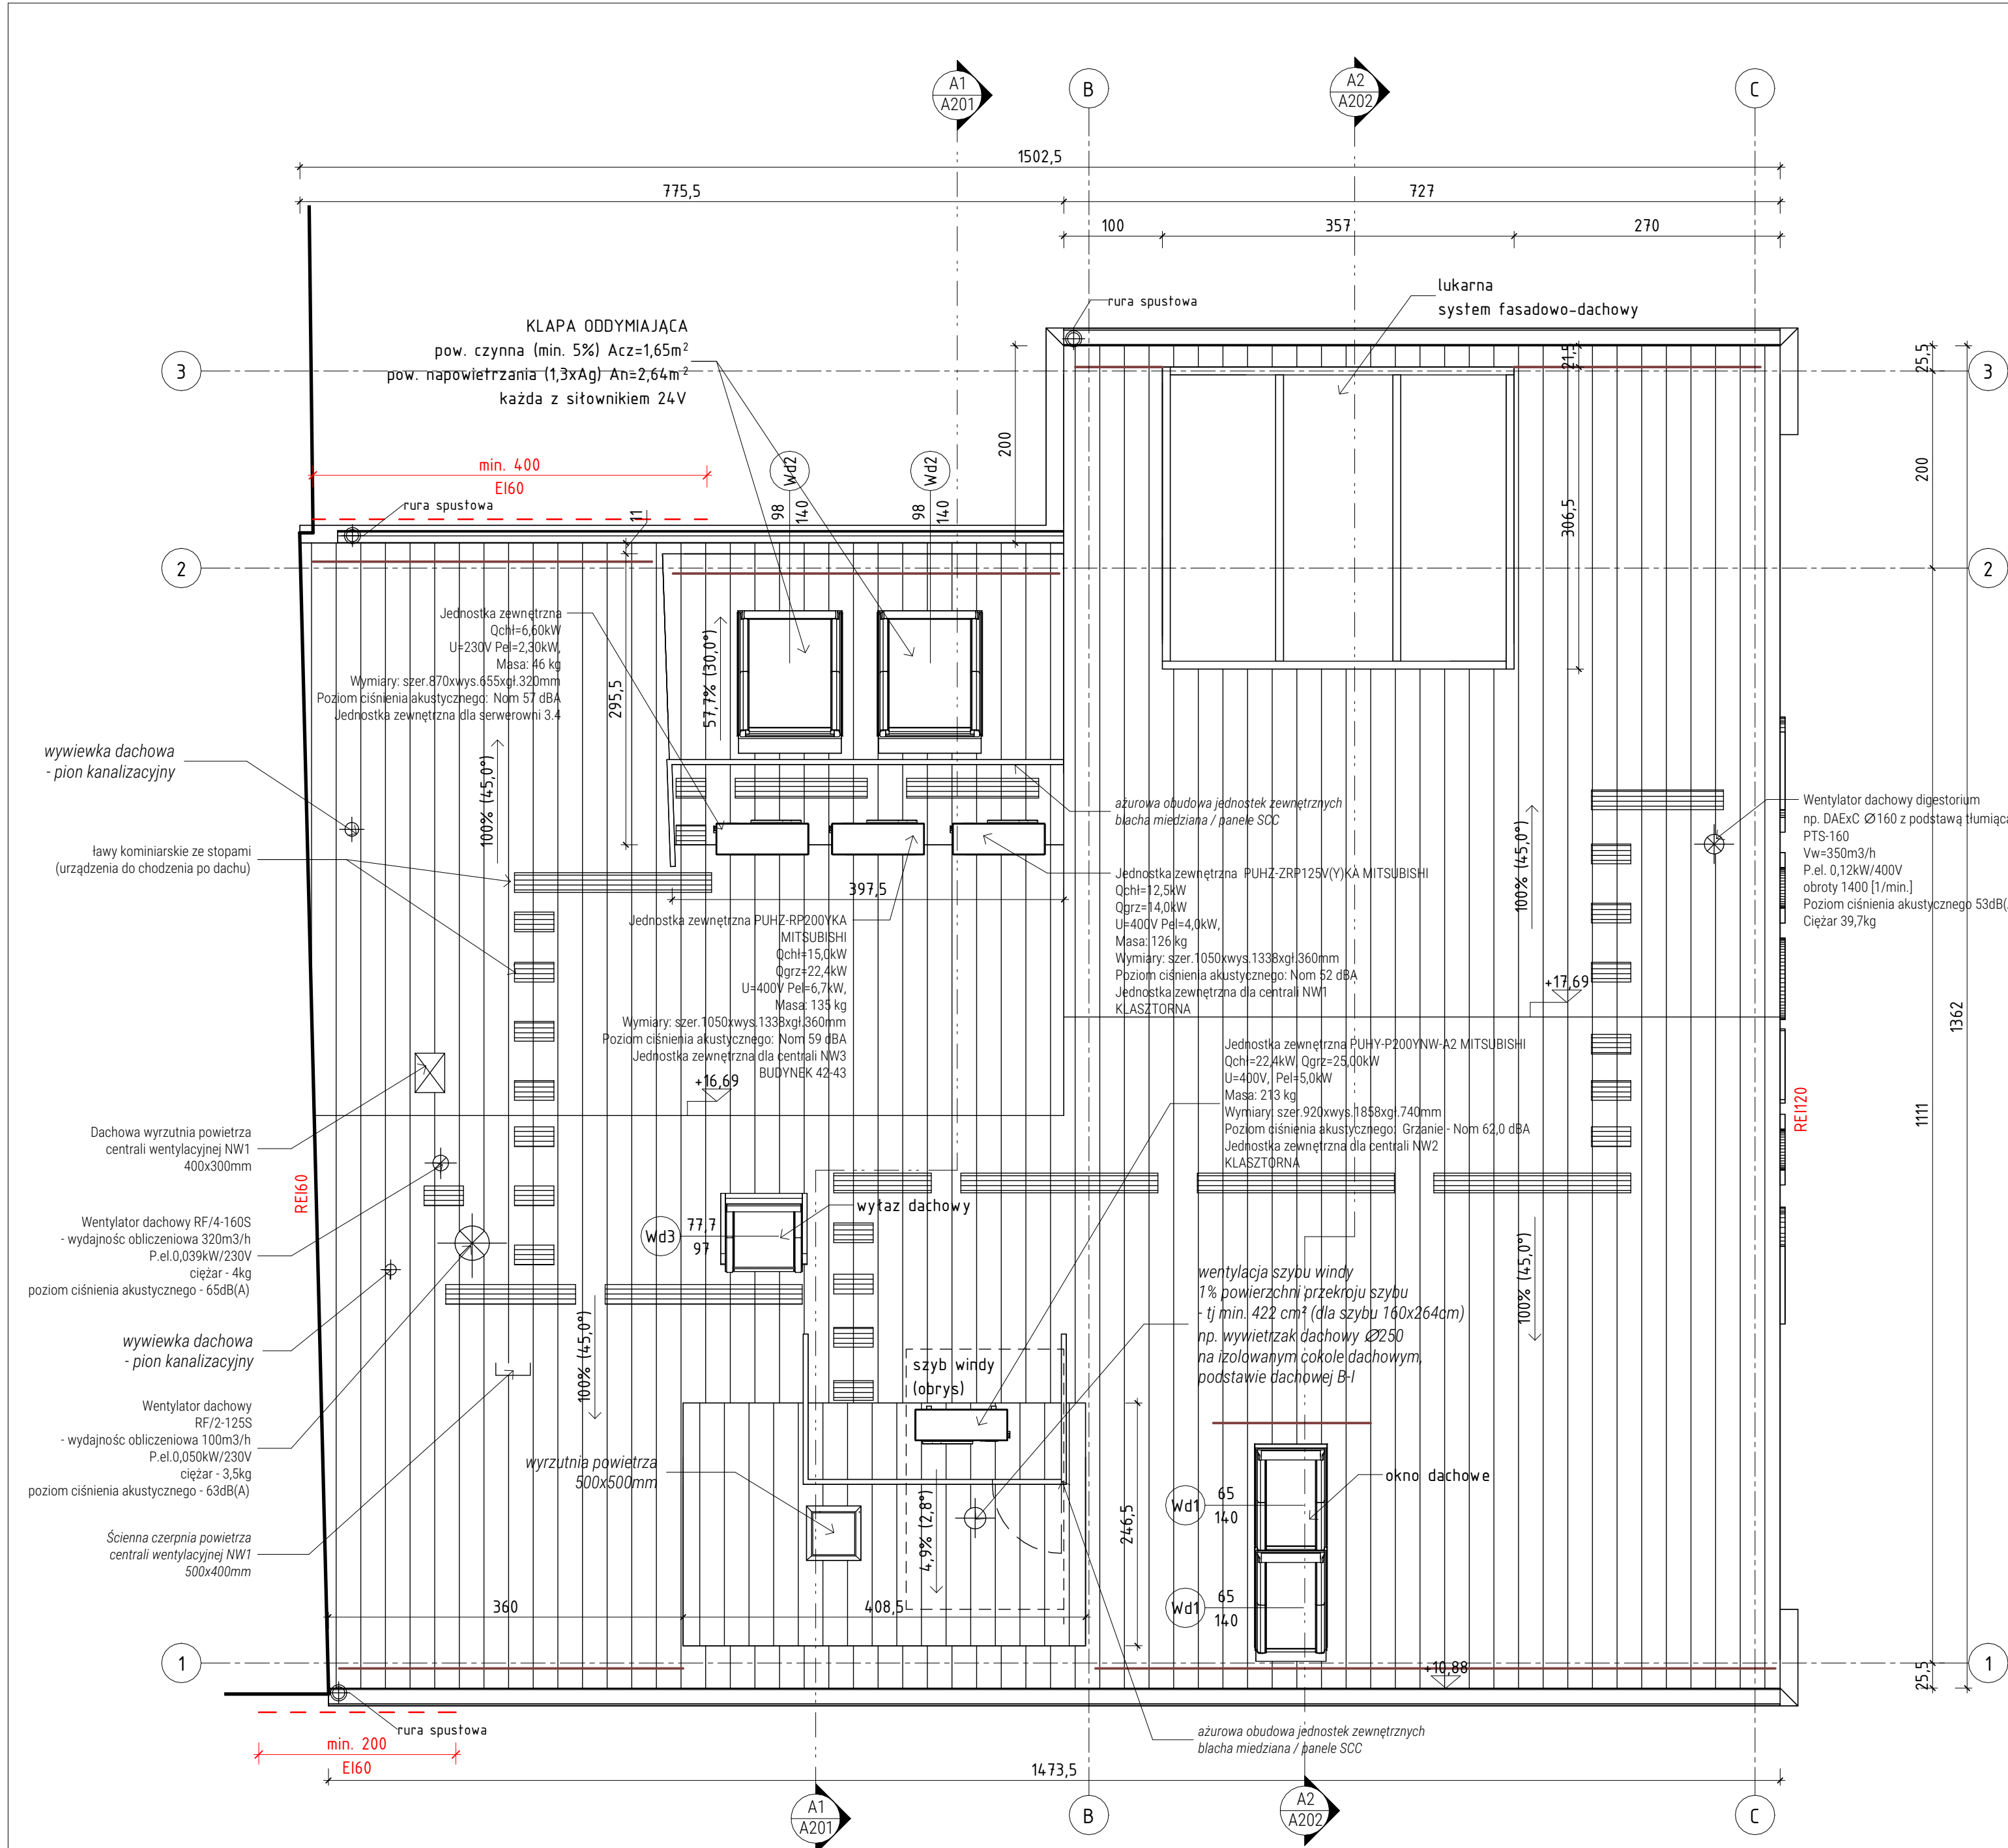 A1
A201
B
A2
A202
C
1502,5
775,5
727
100
357
270
rura spustowa
lukarna
system fasadowo-dachowy
KLAPA ODDYMIAJĄCA
pow. czynna (min. 5%) Acz=1,65m²
pow. napowietrzania (1,3xAg) An=2,64m²
każda z siłownikiem 24V
3
3
21,5
25,5
200
200
min. 400
EI60
rura spustowa
11
Wd2
98
140
Wd2
98
140
306,5
2
2
Jednostka zewnętrzna
Qchł=6,60kW
U=230V Pel=2,30kW,
Masa: 46 kg
Wymiary: szer.870xwys.655xgł.320mm
Poziom ciśnienia akustycznego: Nom 57 dBA
Jednostka zewnętrzna dla serwerowni 3.4
295,5
57,7% (30,0°)
100% (45,0°)
wywiewka dachowa
- pion kanalizacyjny
ławy kominiarskie ze stopami
(urządzenia do chodzenia po dachu)
ażurowa obudowa jednostek zewnętrznych
blacha miedziana / panele SCC
397,5
Jednostka zewnętrzna PUHZ-ZRP125V(Y)KA MITSUBISHI
Qchł=12,5kW
Qgrz=14,0kW
U=400V Pel=4,0kW,
Masa: 126 kg
Wymiary: szer.1050xwys.1338xgł.360mm
Poziom ciśnienia akustycznego: Nom 52 dBA
Jednostka zewnętrzna dla centrali NW1
KLASZTORNA
100% (45,0°)
Wentylator dachowy digestorium
np. DAExC Ø160 z podstawą tłumiąca
PTS-160
Vw=350m3/h
P.el. 0,12kW/400V
obroty 1400 [1/min.]
Poziom ciśnienia akustycznego 53dB(
Ciężar 39,7kg
Jednostka zewnętrzna PUHZ-RP200YKA
MITSUBISHI
Qchł=15,0kW
Qgrz=22,4kW
U=400V Pel=6,7kW,
Masa: 135 kg
Wymiary: szer.1050xwys.1338xgł.360mm
Poziom ciśnienia akustycznego: Nom 59 dBA
Jednostka zewnętrzna dla centrali NW3
BUDYNEK 42-43
+16,69
+17,69
1362
1111
REI120
Jednostka zewnętrzna PUHY-P200YNW-A2 MITSUBISHI
Qchł=22,4kW, Qgrz=25,00kW
U=400V, Pel=5,0kW
Masa: 213 kg
Wymiary: szer.920xwys.1858xgł.740mm
Poziom ciśnienia akustycznego: Grzanie - Nom 62,0 dBA
Jednostka zewnętrzna dla centrali NW2
KLASZTORNA
Dachowa wyrzutnia powietrza
centrali wentylacyjnej NW1
400x300mm
REI60
Wentylator dachowy RF/4-160S
- wydajnośc obliczeniowa 320m3/h
P.el.0,039kW/230V
ciężar - 4kg
poziom ciśnienia akustycznego - 65dB(A)
wyłaz dachowy
Wd3
77,7
97
wywiewka dachowa
- pion kanalizacyjny
100% (45,0°)
100% (45,0°)
wentylacja szybu windy
1% powierzchni przekroju szybu
- tj min. 422 cm² (dla szybu 160x264cm)
np. wywietrzak dachowy Ø250
na izolowanym cokole dachowym,
podstawie dachowej B-I
szyb windy
(obrys)
Wentylator dachowy
RF/2-125S
- wydajnośc obliczeniowa 100m3/h
P.el.0,050kW/230V
ciężar - 3,5kg
poziom ciśnienia akustycznego - 63dB(A)
wyrzutnia powietrza
500x500mm
4,9% (2,8°)
246,5
okno dachowe
Wd1
65
140
Wd1
65
140
Ścienna czerpnia powietrza
centrali wentylacyjnej NW1
500x400mm
360
408,5
1
+10,88
25,5
1
rura spustowa
min. 200
EI60
ażurowa obudowa jednostek zewnętrznych
blacha miedziana / panele SCC
1473,5
A1
A201
B
A2
A202
C